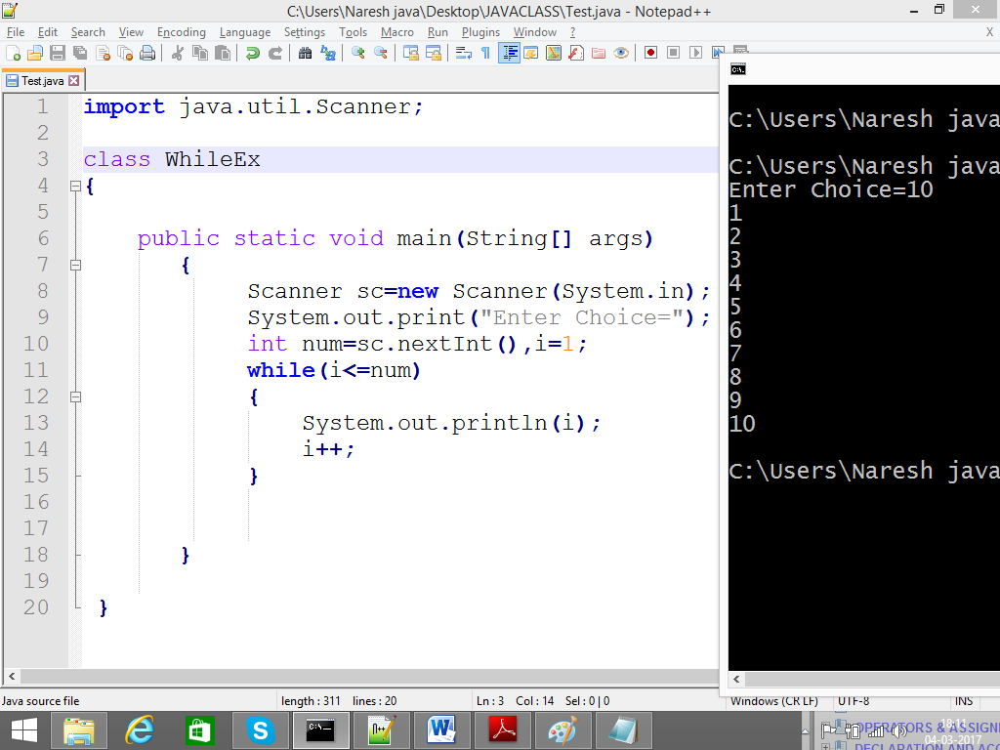 C:\Users\Naresh java\Desktop\JAVACLASS\Test.java - Notepad++
File Edit Search View Encoding Language Settings Tools Macro Run Plugins Window ? X
Test.java
1 import java.util.Scanner;
2
3 class WhileEx
4 {
5
6 public static void main(String[] args)
7 {
8 Scanner sc=new Scanner(System.in);
9 System.out.print("Enter Choice=");
10 int num=sc.nextInt(),i=1;
11 while(i<=num)
12 {
13 System.out.println(i);
14 i++;
15 }
16
17
18 }
19
20 }
C:\.
C:\Users\Naresh java
C:\Users\Naresh java
Enter Choice=10
1
2
3
4
5
6
7
8
9
10
C:\Users\Naresh java
Java source file length : 311 lines : 20 Ln : 3 Col : 14 Sel : 0 | 0 Windows (CR LF) UTF-8 INS
OPERATORS & ASSIGN
DECLARATION AND AC
18:11
04-03-2017